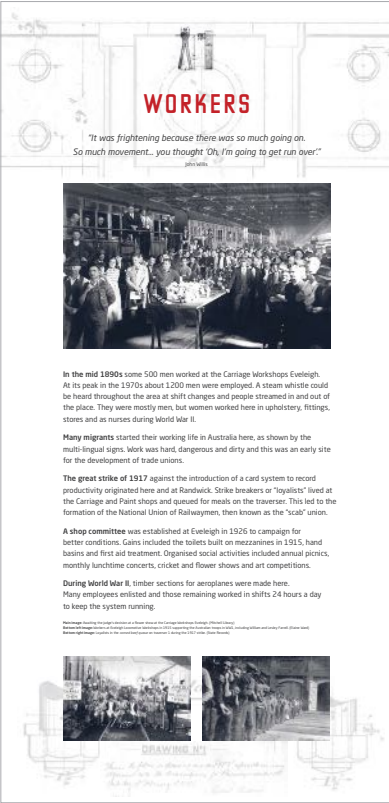 WORKERS
"It was frightening because there was so much going on.
So much movement... you thought 'Oh, I'm going to get run over'."
John Willis
In the mid 1890s some 500 men worked at the Carriage Workshops Eveleigh.
At its peak in the 1970s about 1200 men were employed. A steam whistle could
be heard throughout the area at shift changes and people streamed in and out of
the place. They were mostly men, but women worked here in upholstery, fittings,
stores and as nurses during World War II.
Many migrants started their working life in Australia here, as shown by the
multi-lingual signs. Work was hard, dangerous and dirty and this was an early site
for the development of trade unions.
The great strike of 1917 against the introduction of a card system to record
productivity originated here and at Randwick. Strike breakers or "loyalists" lived at
the Carriage and Paint shops and queued for meals on the traverser. This led to the
formation of the National Union of Railwaymen, then known as the "scab" union.
A shop committee was established at Eveleigh in 1926 to campaign for
better conditions. Gains included the toilets built on mezzanines in 1915, hand
basins and first aid treatment. Organised social activities included annual picnics,
monthly lunchtime concerts, cricket and flower shows and art competitions.
During World War II, timber sections for aeroplanes were made here.
Many employees enlisted and those remaining worked in shifts 24 hours a day
to keep the system running.
DRAWING Nº1